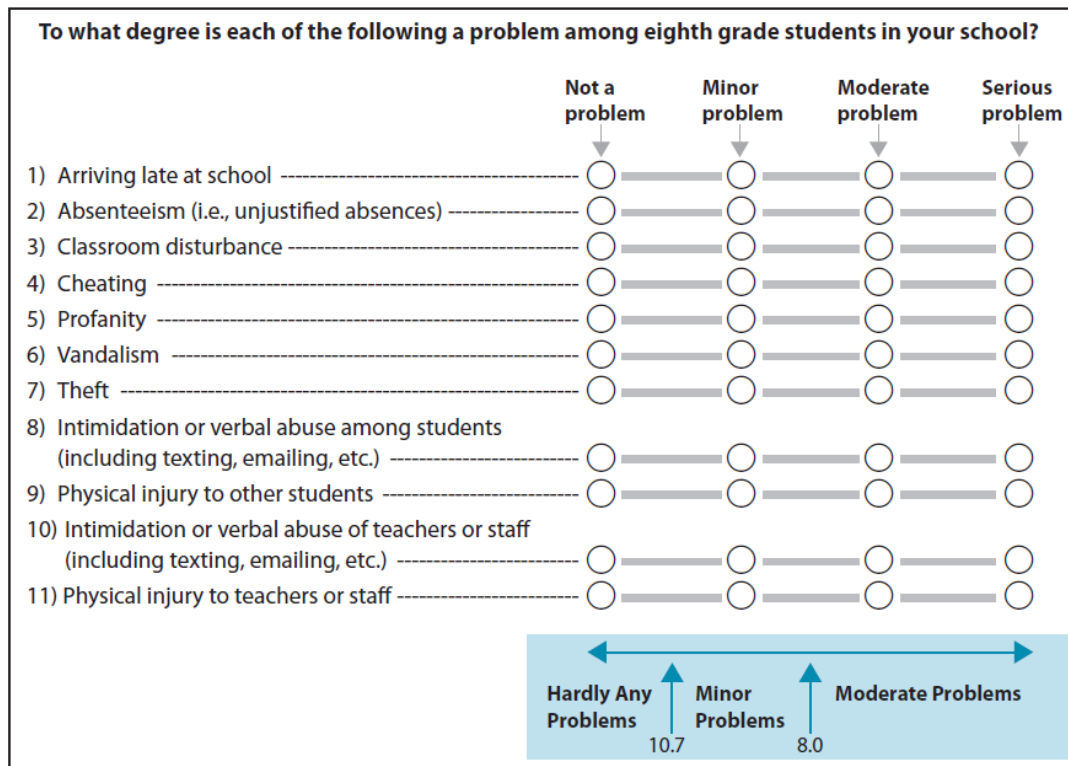 To what degree is each of the following a problem among eighth grade students in your school?
Not a problem Minor problem Moderate problem Serious problem
1) Arriving late at school
2) Absenteeism (i.e., unjustified absences)
3) Classroom disturbance
4) Cheating
5) Profanity
6) Vandalism
7) Theft
8) Intimidation or verbal abuse among students
(including texting, emailing, etc.)
9) Physical injury to other students
10) Intimidation or verbal abuse of teachers or staff
(including texting, emailing, etc.)
11) Physical injury to teachers or staff
Hardly Any Problems Minor Problems Moderate Problems
10.7 8.0